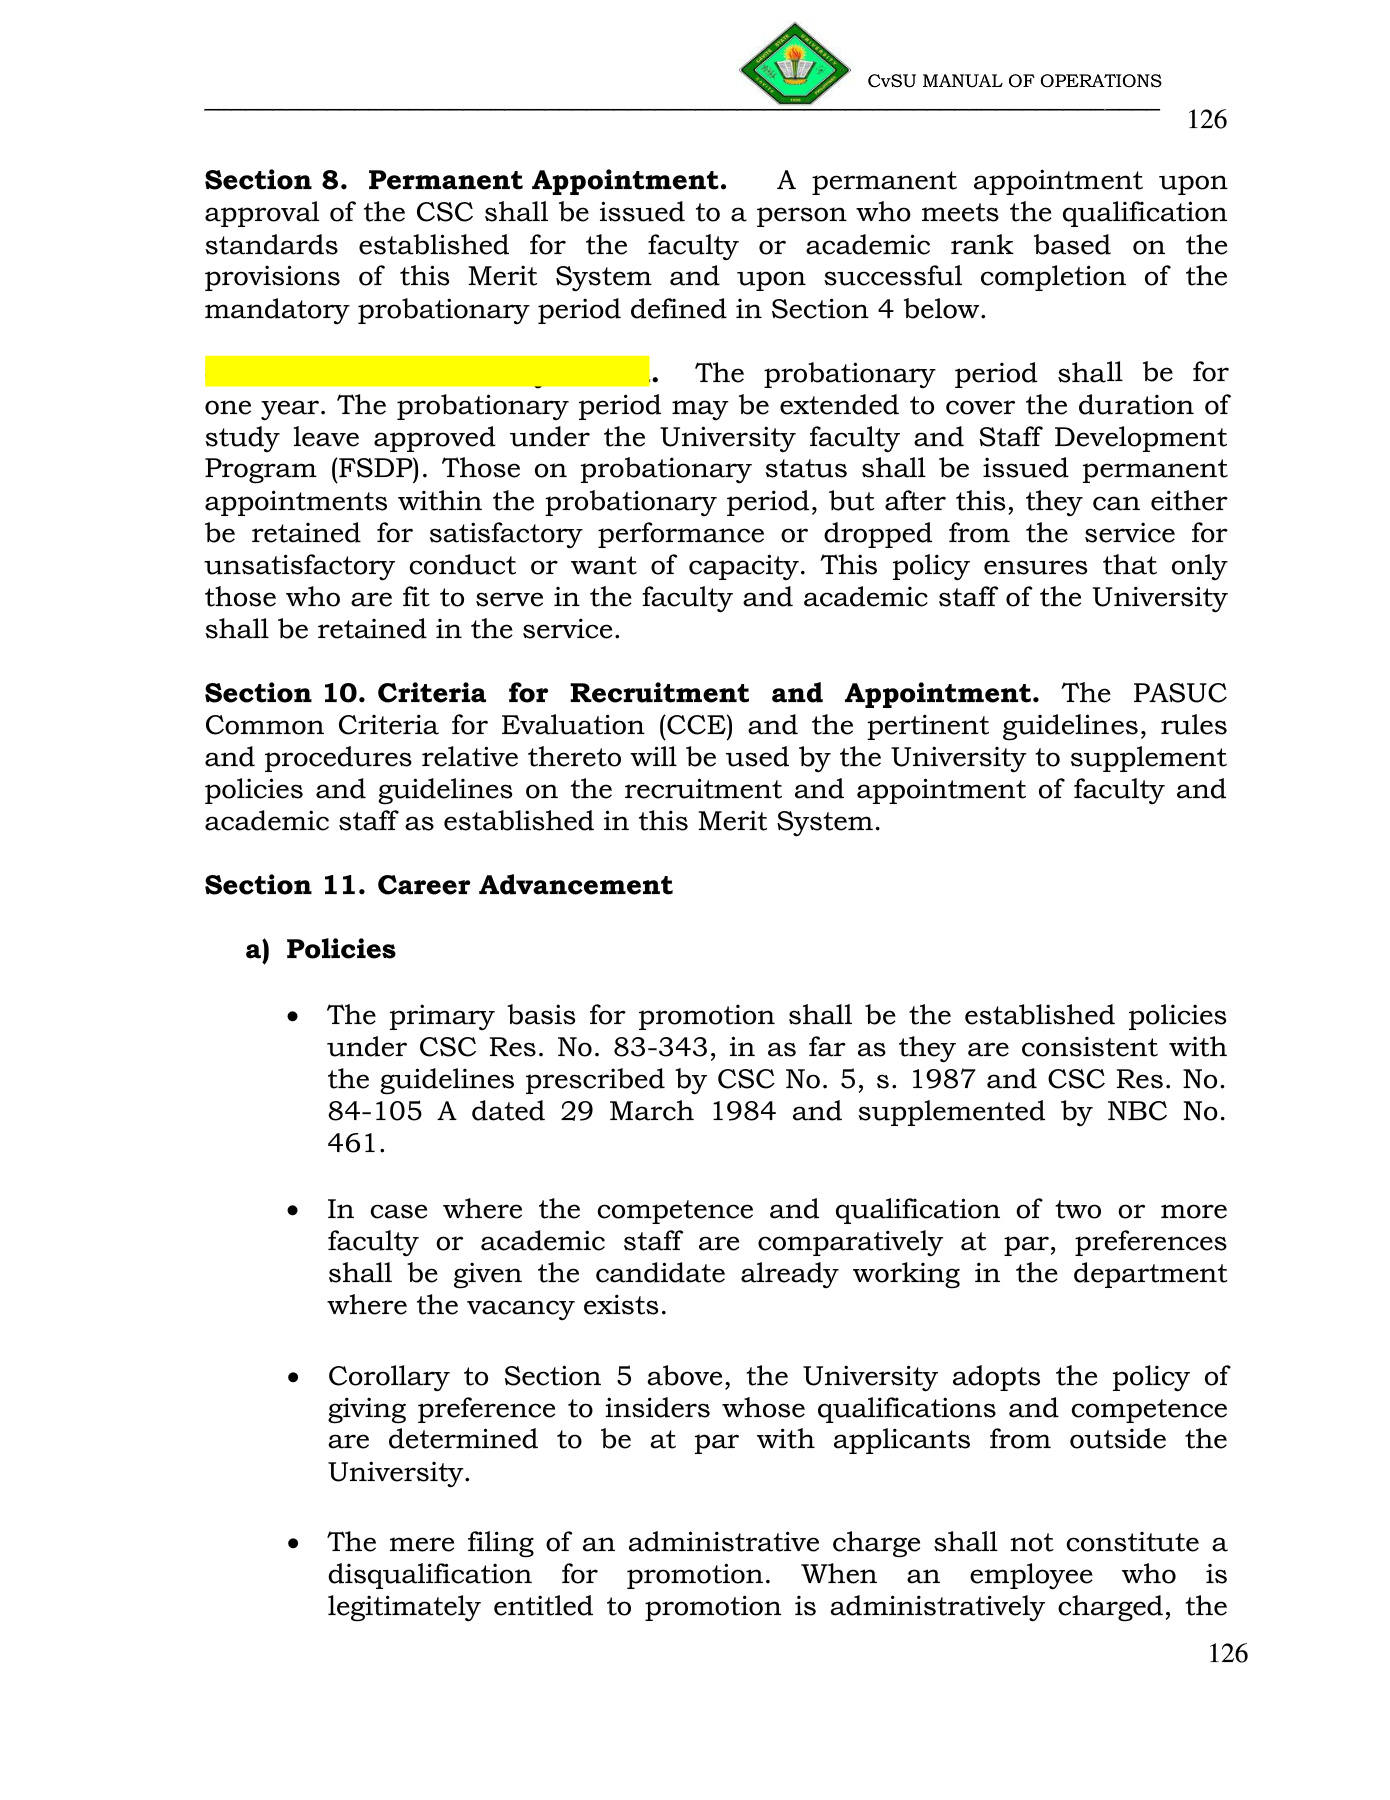 CvSU MANUAL OF OPERATIONS
126
Section 8. Permanent Appointment. A permanent appointment upon
approval of the CSC shall be issued to a person who meets the qualification
standards established for the faculty or academic rank based on the
provisions of this Merit System and upon successful completion of the
mandatory probationary period defined in Section 4 below.
. The probationary period shall be for
one year. The probationary period may be extended to cover the duration of
study leave approved under the University faculty and Staff Development
Program (FSDP). Those on probationary status shall be issued permanent
appointments within the probationary period, but after this, they can either
be retained for satisfactory performance or dropped from the service for
unsatisfactory conduct or want of capacity. This policy ensures that only
those who are fit to serve in the faculty and academic staff of the University
shall be retained in the service.
Section 10. Criteria for Recruitment and Appointment. The PASUC
Common Criteria for Evaluation (CCE) and the pertinent guidelines, rules
and procedures relative thereto will be used by the University to supplement
policies and guidelines on the recruitment and appointment of faculty and
academic staff as established in this Merit System.
Section 11. Career Advancement
a) Policies
• The primary basis for promotion shall be the established policies
under CSC Res. No. 83-343, in as far as they are consistent with
the guidelines prescribed by CSC No. 5, s. 1987 and CSC Res. No.
84-105 A dated 29 March 1984 and supplemented by NBC No.
461.
• In case where the competence and qualification of two or more
faculty or academic staff are comparatively at par, preferences
shall be given the candidate already working in the department
where the vacancy exists.
• Corollary to Section 5 above, the University adopts the policy of
giving preference to insiders whose qualifications and competence
are determined to be at par with applicants from outside the
University.
• The mere filing of an administrative charge shall not constitute a
disqualification for promotion. When an employee who is
legitimately entitled to promotion is administratively charged, the
126